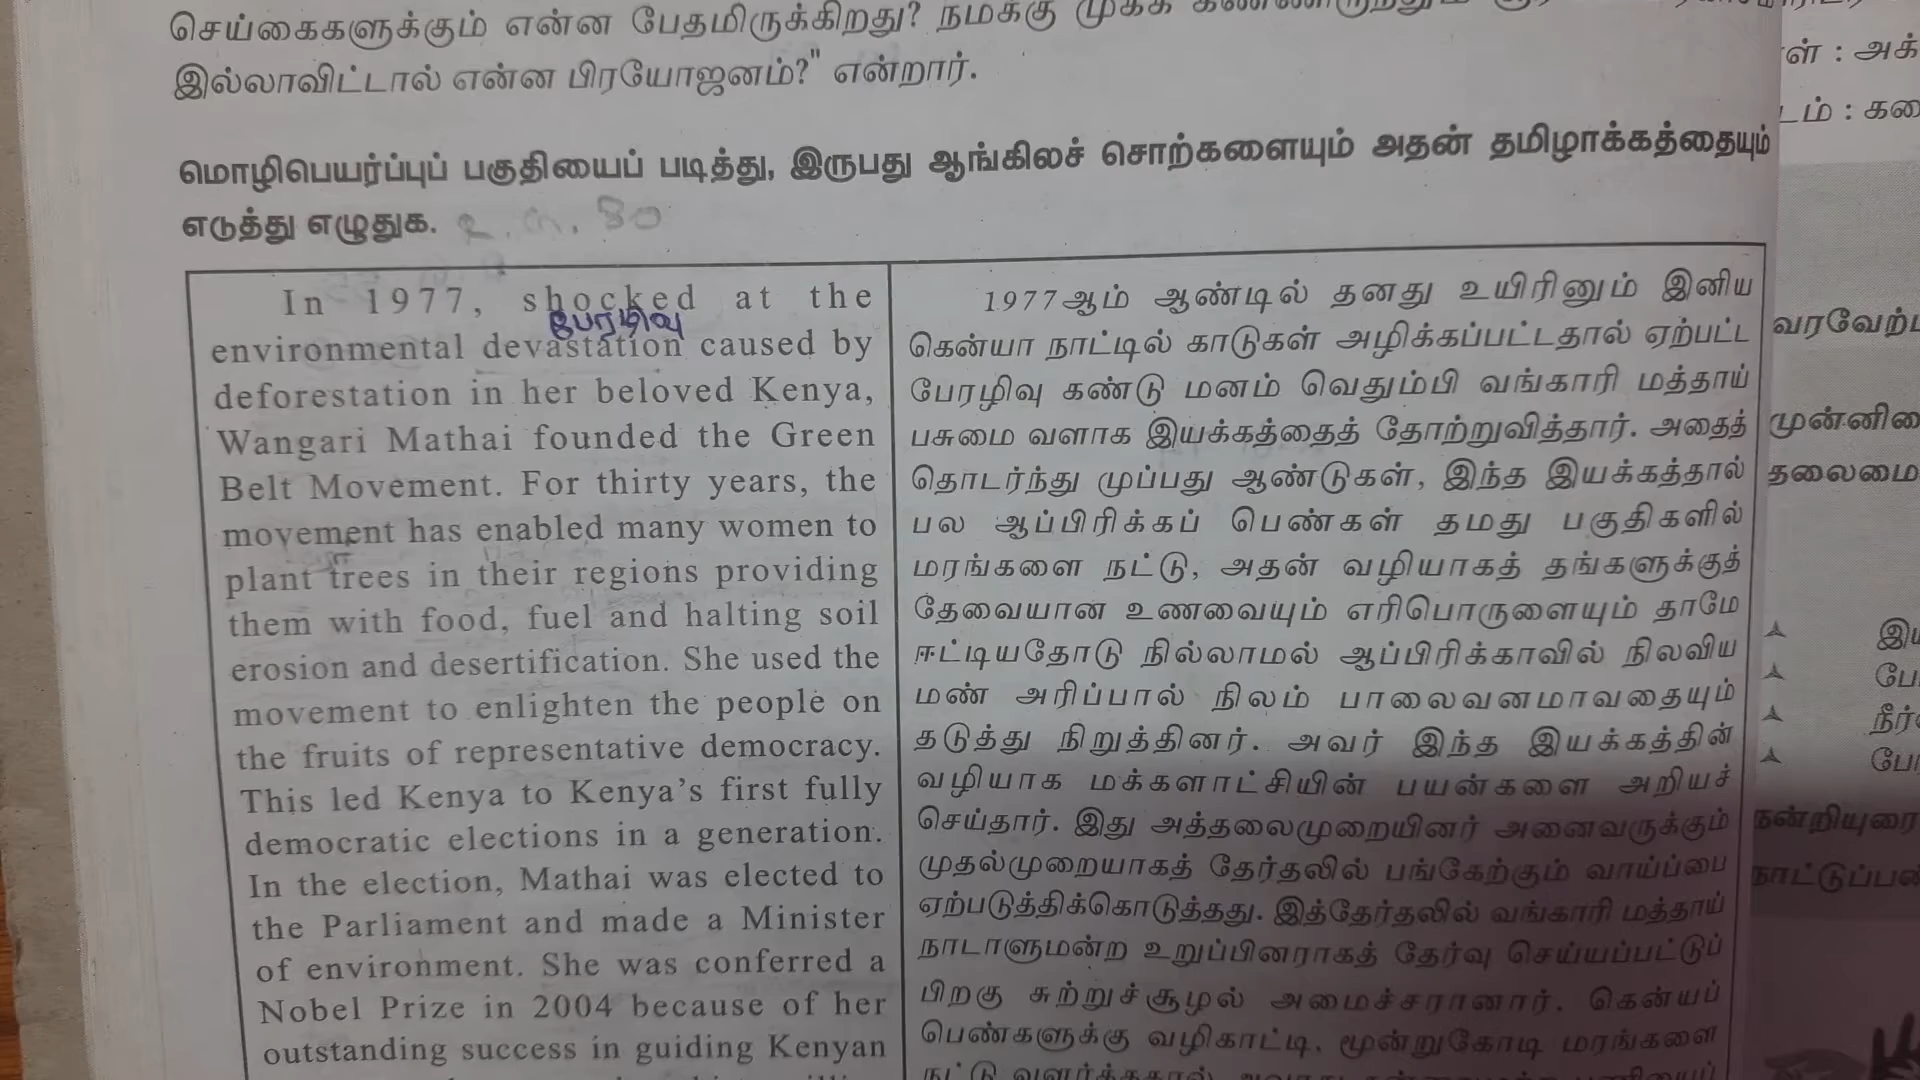 செய்கைகளுக்கும் என்ன பேதமிருக்கிறது? நமக்கு
இல்லாவிட்டால் என்ன பிரயோஜனம்?" என்றார்.
மொழிபெயர்ப்புப் பகுதியைப் படித்து, இருபது ஆங்கிலச் சொற்களையும் அதன் தமிழாக்கத்தையும்
எடுத்து எழுதுக.
In 1977, shocked at the
பேரழிவு
environmental devastation caused by
deforestation in her beloved Kenya,
Wangari Mathai founded the Green
Belt Movement. For thirty years, the
movement has enabled many women to
plant trees in their regions providing
them with food, fuel and halting soil
erosion and desertification. She used the
movement to enlighten the people on
the fruits of representative democracy.
This led Kenya to Kenya's first fully
democratic elections in a generation.
In the election, Mathai was elected to
the Parliament and made a Minister
of environment. She was conferred a
Nobel Prize in 2004 because of her
outstanding success in guiding Kenyan
1977ஆம் ஆண்டில் தனது உயிரினும் இனிய
கென்யா நாட்டில் காடுகள் அழிக்கப்பட்டதால் ஏற்பட்ட
பேரழிவு கண்டு மனம் வெதும்பி வங்காரி மத்தாய்
பசுமை வளாக இயக்கத்தைத் தோற்றுவித்தார். அதைத்
தொடர்ந்து முப்பது ஆண்டுகள், இந்த இயக்கத்தால்
பல ஆப்பிரிக்கப் பெண்கள் தமது பகுதிகளில்
மரங்களை நட்டு, அதன் வழியாகத் தங்களுக்குத்
தேவையான உணவையும் எரிபொருளையும் தாமே
ஈட்டியதோடு நில்லாமல் ஆப்பிரிக்காவில் நிலவிய
மண் அரிப்பால் நிலம் பாலைவனமாவதையும்
தடுத்து நிறுத்தினர். அவர் இந்த இயக்கத்தின்
வழியாக மக்களாட்சியின் பயன்களை அறியச்
செய்தார். இது அத்தலைமுறையினர் அனைவருக்கும்
முதல்முறையாகத் தேர்தலில் பங்கேற்கும் வாய்ப்பை
ஏற்படுத்திக்கொடுத்தது. இத்தேர்தலில் வங்காரி மத்தாய்
நாடாளுமன்ற உறுப்பினராகத் தேர்வு செய்யப்பட்டுப்
பிறகு சுற்றுச்சூழல் அமைச்சரானார். கென்யப்
பெண்களுக்கு வழிகாட்டி, மூன்றுகோடி மரங்களை
நட்டு